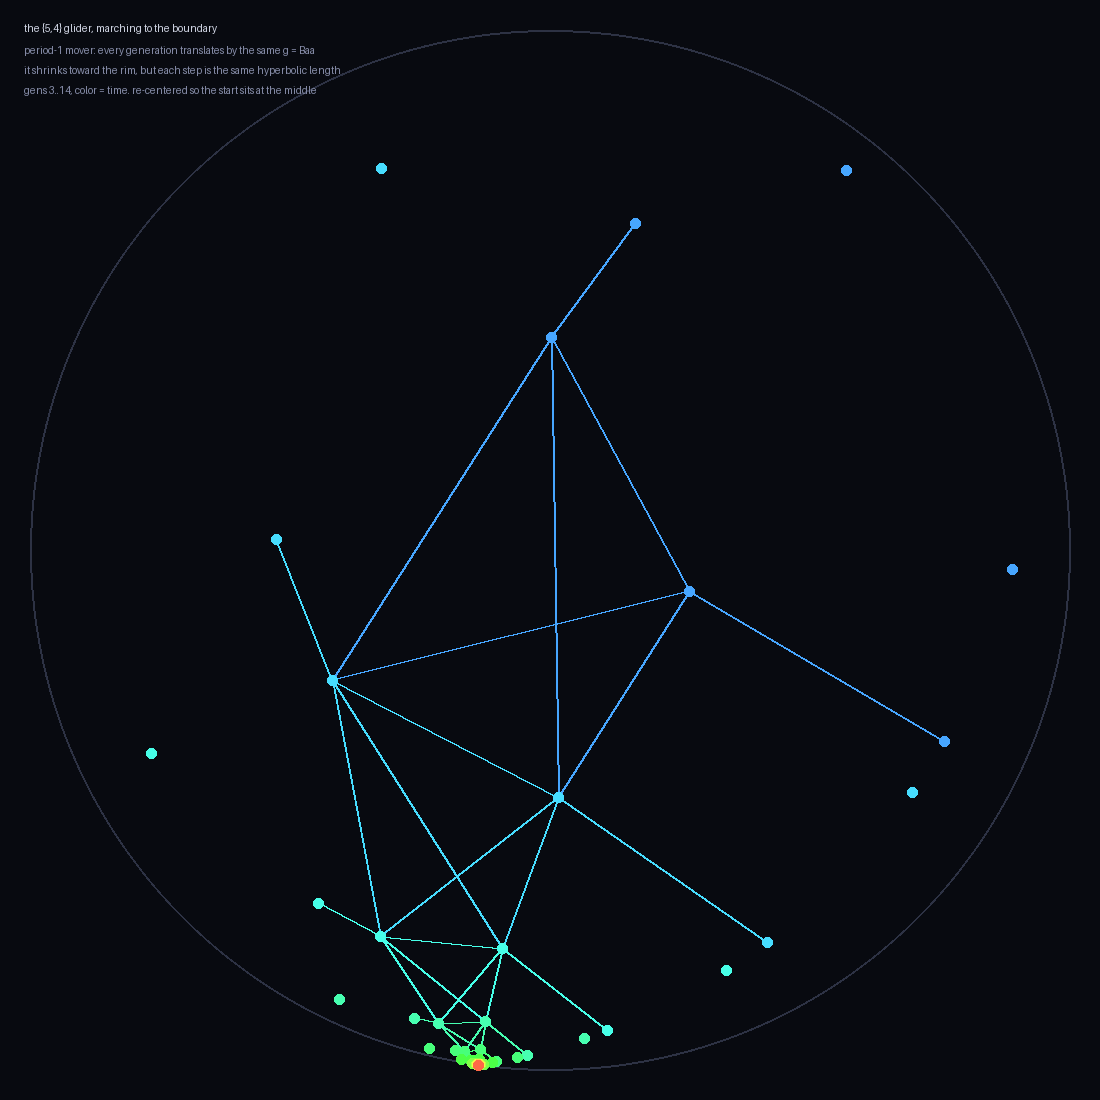 the {5,4} glider, marching to the boundary
period-1 mover: every generation translates by the same g = Baa
it shrinks toward the rim, but each step is the same hyperbolic length
gens 3..14, color = time. re-centered so the start sits at the middle